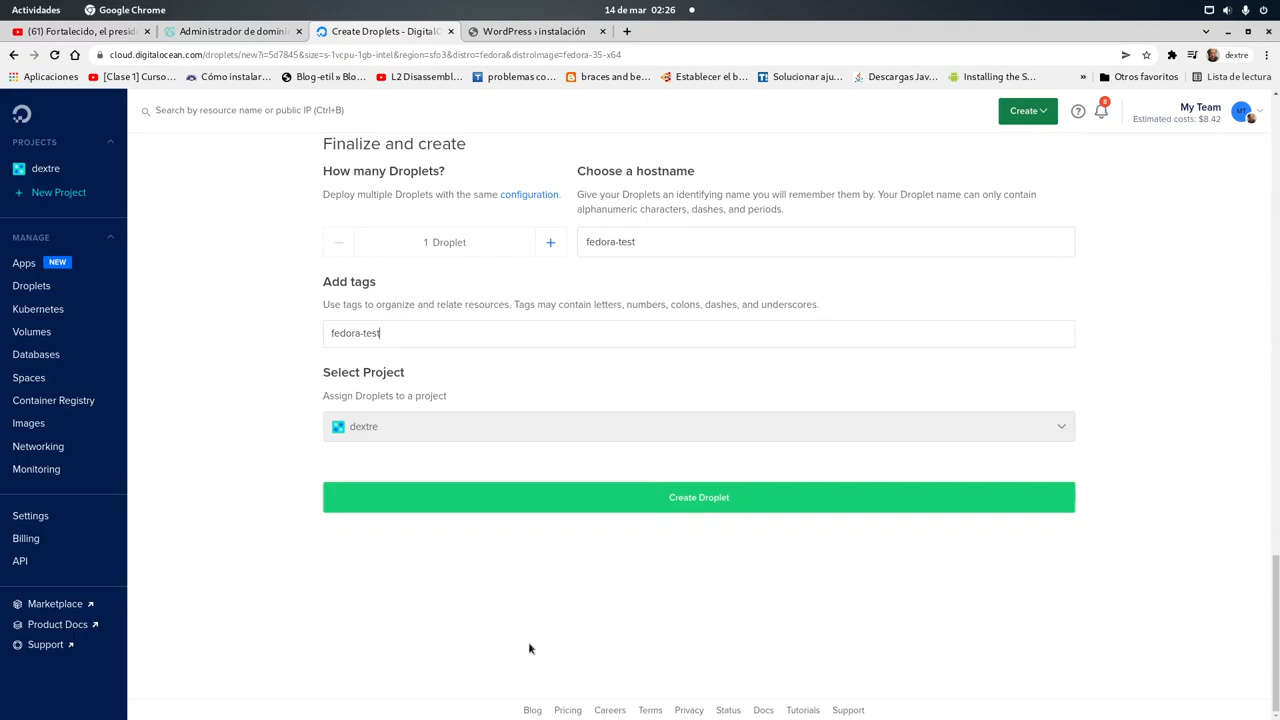 Actividades
Google Chrome
14 de mar 02:26
(61) Fortalecido, el presid
Administrador de domini
Create Droplets - DigitalO
WordPress › instalación
cloud.digitalocean.com/droplets/new?i=5d7845&size=s-1vcpu-1gb-intel&region=sfo3&distro=fedora&distroImage=fedora-35-x64
dextre
Aplicaciones
[Clase 1] Curso...
Cómo instalar...
Blog-etil » Blo...
L2 Disassembl...
problemas co...
braces and be...
Establecer el b...
Solucionar aju...
Descargas Jav...
Installing the S...
»
Otros favoritos
Lista de lectura
Search by resource name or public IP (Ctrl+B)
Create
8
My Team
Estimated costs: $8.42
MT
PROJECTS
dextre
+ New Project
MANAGE
Apps NEW
Droplets
Kubernetes
Volumes
Databases
Spaces
Container Registry
Images
Networking
Monitoring
Settings
Billing
API
Marketplace
Product Docs
Support
Finalize and create
How many Droplets?
Deploy multiple Droplets with the same configuration.
1 Droplet
Choose a hostname
Give your Droplets an identifying name you will remember them by. Your Droplet name can only contain
alphanumeric characters, dashes, and periods.
fedora-test
Add tags
Use tags to organize and relate resources. Tags may contain letters, numbers, colons, dashes, and underscores.
fedora-test
Select Project
Assign Droplets to a project
dextre
Create Droplet
Blog Pricing Careers Terms Privacy Status Docs Tutorials Support